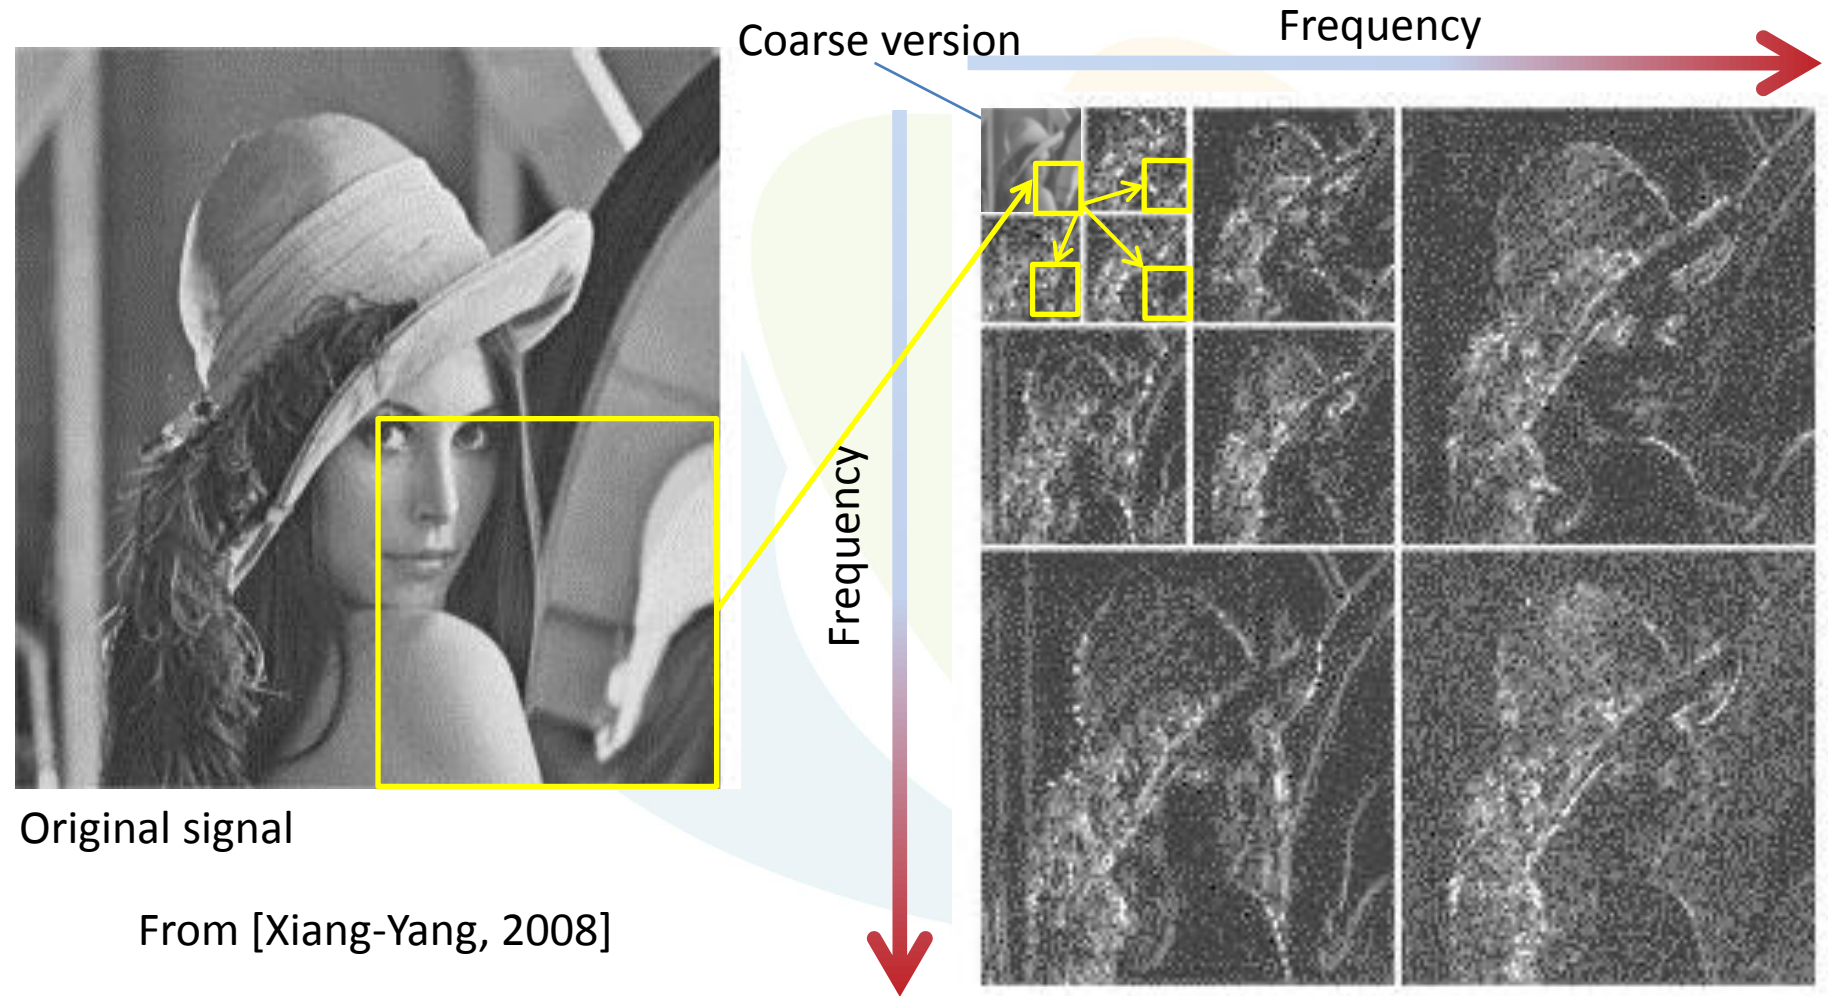 Coarse version
Frequency
Frequency
Original signal
From [Xiang-Yang, 2008]